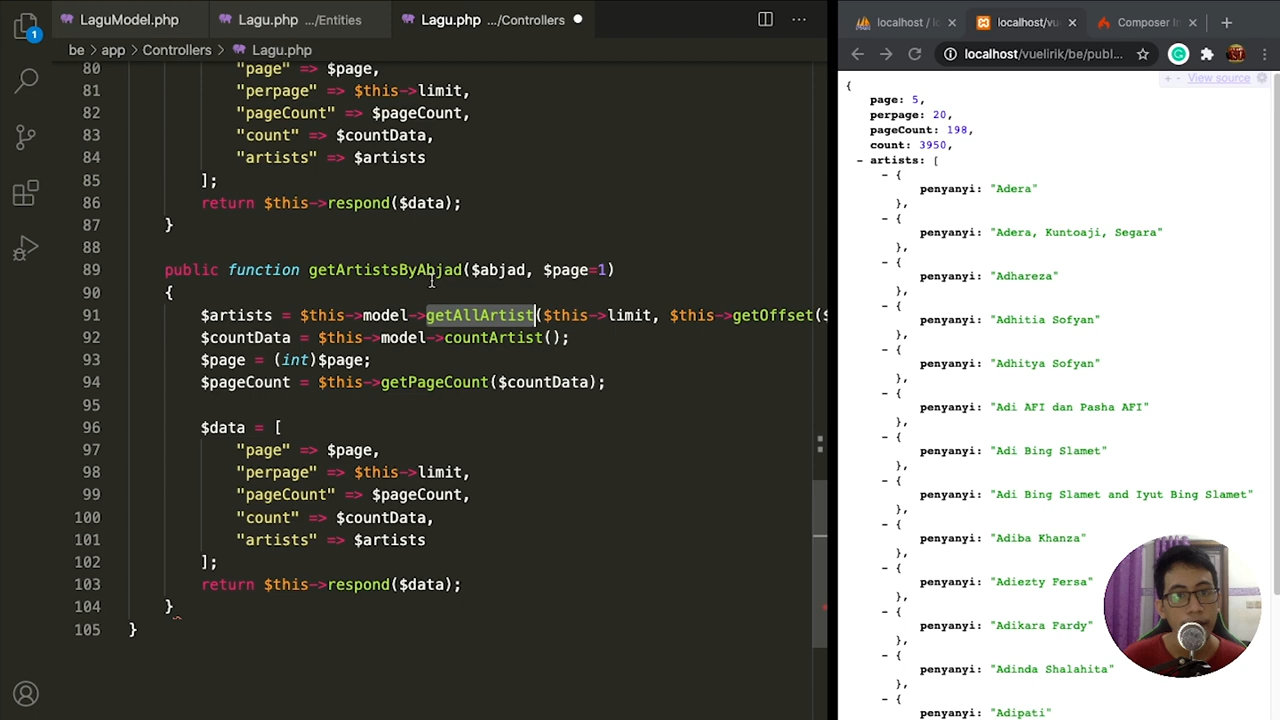 LaguModel.php
Lagu.php .../Entities
Lagu.php .../Controllers
be > app > Controllers > Lagu.php
80 "page" => $page,
81 "perpage" => $this->limit,
82 "pageCount" => $pageCount,
83 "count" => $countData,
84 "artists" => $artists
85 ];
86 return $this->respond($data);
87 }
88
89 public function getArtistsByAbjad($abjad, $page=1)
90 {
91 $artists = $this->model->getAllArtist($this->limit, $this->getOffset($
92 $countData = $this->model->countArtist();
93 $page = (int)$page;
94 $pageCount = $this->getPageCount($countData);
95
96 $data = [
97 "page" => $page,
98 "perpage" => $this->limit,
99 "pageCount" => $pageCount,
100 "count" => $countData,
101 "artists" => $artists
102 ];
103 return $this->respond($data);
104 }
105 }
1
localhost / l
localhost/vue
Composer In
localhost/vuelirik/be/publ...
+ - View source
{
page: 5,
perpage: 20,
pageCount: 198,
count: 3950,
- artists: [
- {
penyanyi: "Adera"
},
- {
penyanyi: "Adera, Kuntoaji, Segara"
},
- {
penyanyi: "Adhareza"
},
- {
penyanyi: "Adhitia Sofyan"
},
- {
penyanyi: "Adhitya Sofyan"
},
- {
penyanyi: "Adi AFI dan Pasha AFI"
},
- {
penyanyi: "Adi Bing Slamet"
},
- {
penyanyi: "Adi Bing Slamet and Iyut Bing Slamet"
},
- {
penyanyi: "Adiba Khanza"
},
- {
penyanyi: "Adiezty Fersa"
},
- {
penyanyi: "Adikara Fardy"
},
- {
penyanyi: "Adinda Shalahita"
},
- {
penyanyi: "Adipati"